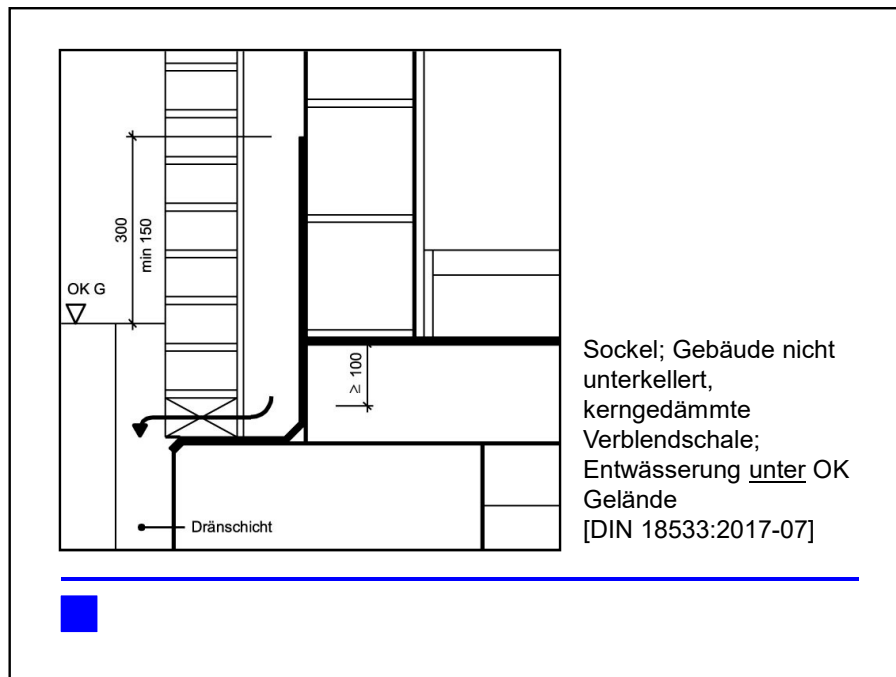 300
min 150
OK G
≥ 100
Dränschicht
Sockel; Gebäude nicht
unterkellert,
kerngedämmte
Verblendschale;
Entwässerung unter OK
Gelände
[DIN 18533:2017-07]